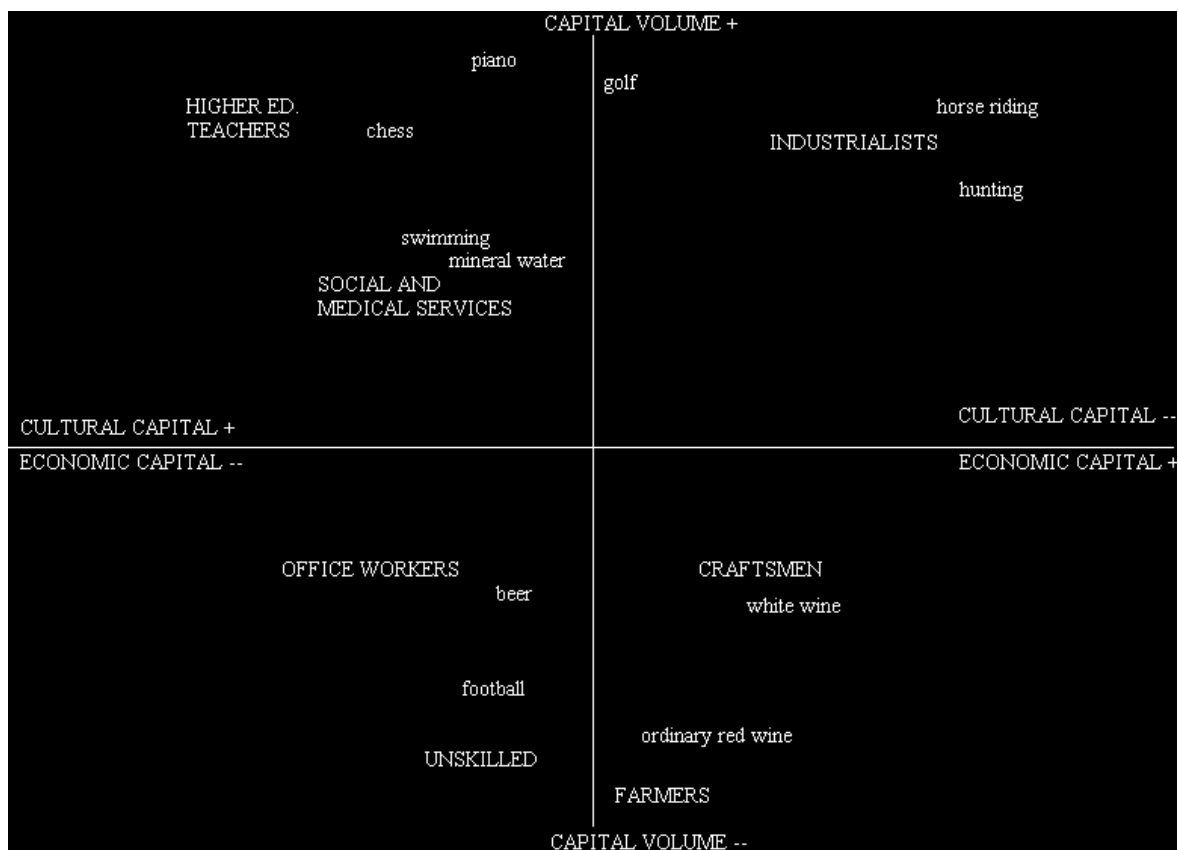 CAPITAL VOLUME +
piano
golf
HIGHER ED.
TEACHERS
chess
horse riding
INDUSTRIALISTS
hunting
swimming
mineral water
SOCIAL AND
MEDICAL SERVICES
CULTURAL CAPITAL +
CULTURAL CAPITAL --
ECONOMIC CAPITAL --
ECONOMIC CAPITAL +
OFFICE WORKERS
CRAFTSMEN
beer
white wine
football
ordinary red wine
UNSKILLED
FARMERS
CAPITAL VOLUME --